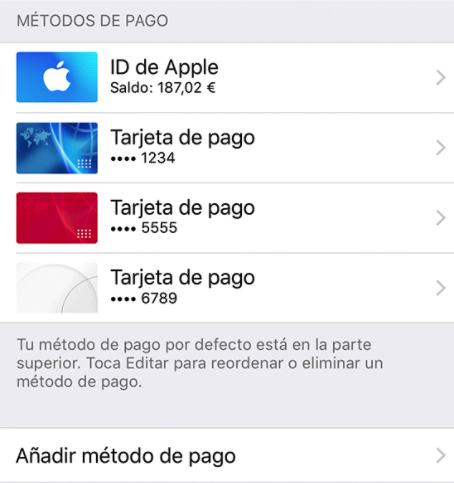 MÉTODOS DE PAGO
ID de Apple
Saldo: 187,02 €
Tarjeta de pago
•••• 1234
Tarjeta de pago
•••• 5555
Tarjeta de pago
•••• 6789
Tu método de pago por defecto está en la parte
superior. Toca Editar para reordenar o eliminar un
método de pago.
Añadir método de pago